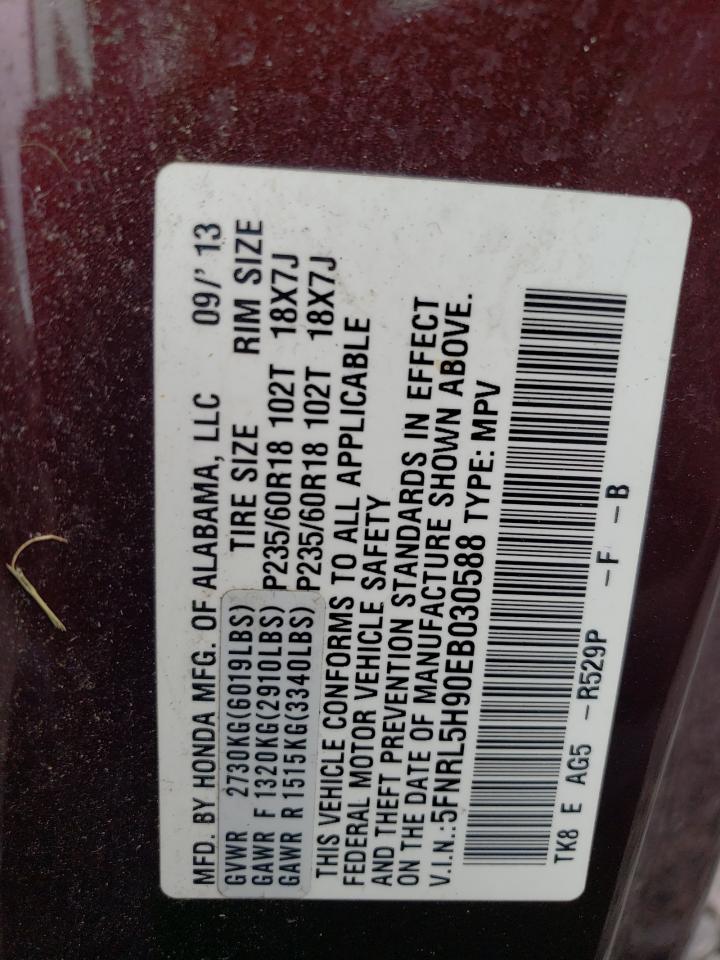 MFD. BY HONDA MFG. OF ALABAMA, LLC 09/' 13
GVWR 2730KG(6019LBS) TIRE SIZE RIM SIZE
GAWR F 1320KG(2910LBS) P235/60R18 102T 18X7J
GAWR R 1515KG(3340LBS) P235/60R18 102T 18X7J
THIS VEHICLE CONFORMS TO ALL APPLICABLE
FEDERAL MOTOR VEHICLE SAFETY
AND THEFT PREVENTION STANDARDS IN EFFECT
ON THE DATE OF MANUFACTURE SHOWN ABOVE.
V.I.N.:5FNRL5H90EB030588 TYPE: MPV
TK8 E AG5 -R529P -F -B